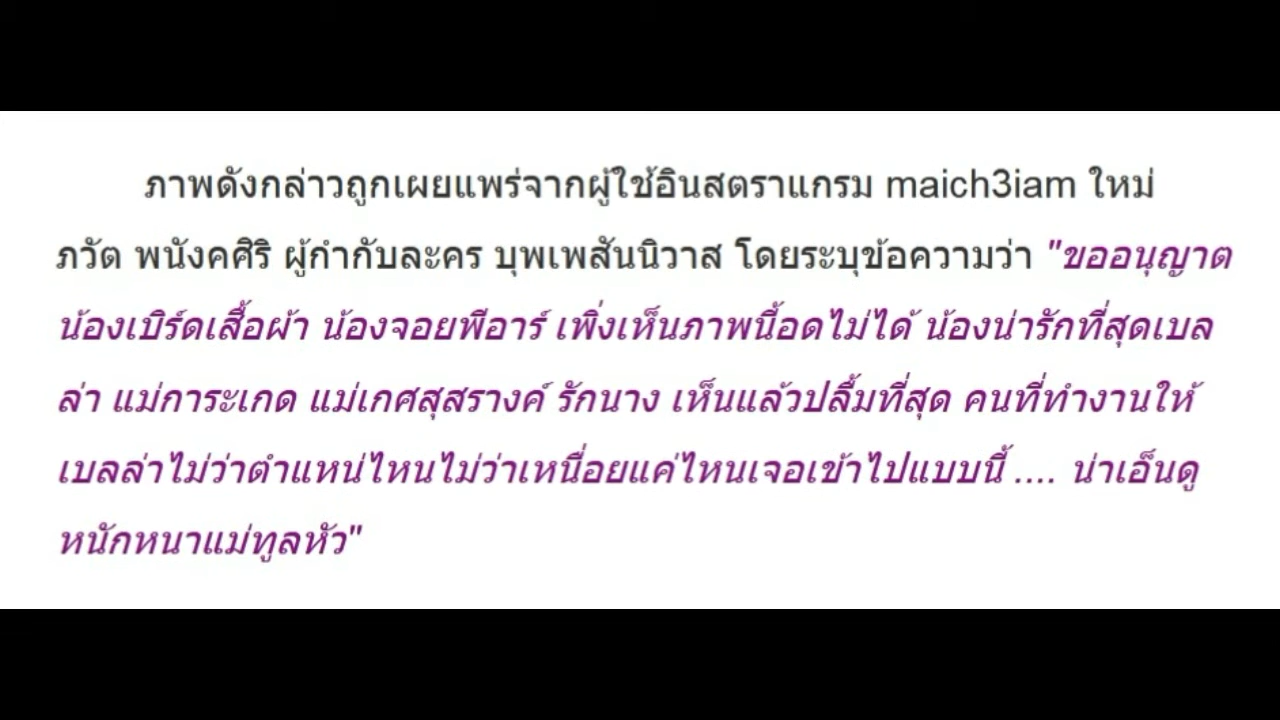 ภาพดังกล่าวถูกเผยแพร่จากผู้ใช้อินสตราแกรม maich3iam ใหม่
ภวัต พนังคศิริ ผู้กำกับละคร บุพเพสันนิวาส โดยระบุข้อความว่า "ขออนุญาต
น้องเบิร์ดเสื้อผ้า น้องจอยพีอาร์ เพิ่งเห็นภาพนี้อดไม่ได้ น้องน่ารักที่สุดเบล
ล่า แม่การะเกด แม่เกศสุสรางค์ รักนาง เห็นแล้วปลื้มที่สุด คนที่ทำงานให้
เบลล่าไม่ว่าตำแหน่ไหนไม่ว่าเหนื่อยแค่ไหนเจอเข้าไปแบบนี้ .... น่าเอ็นดู
หนักหนาแม่ทูลหัว"